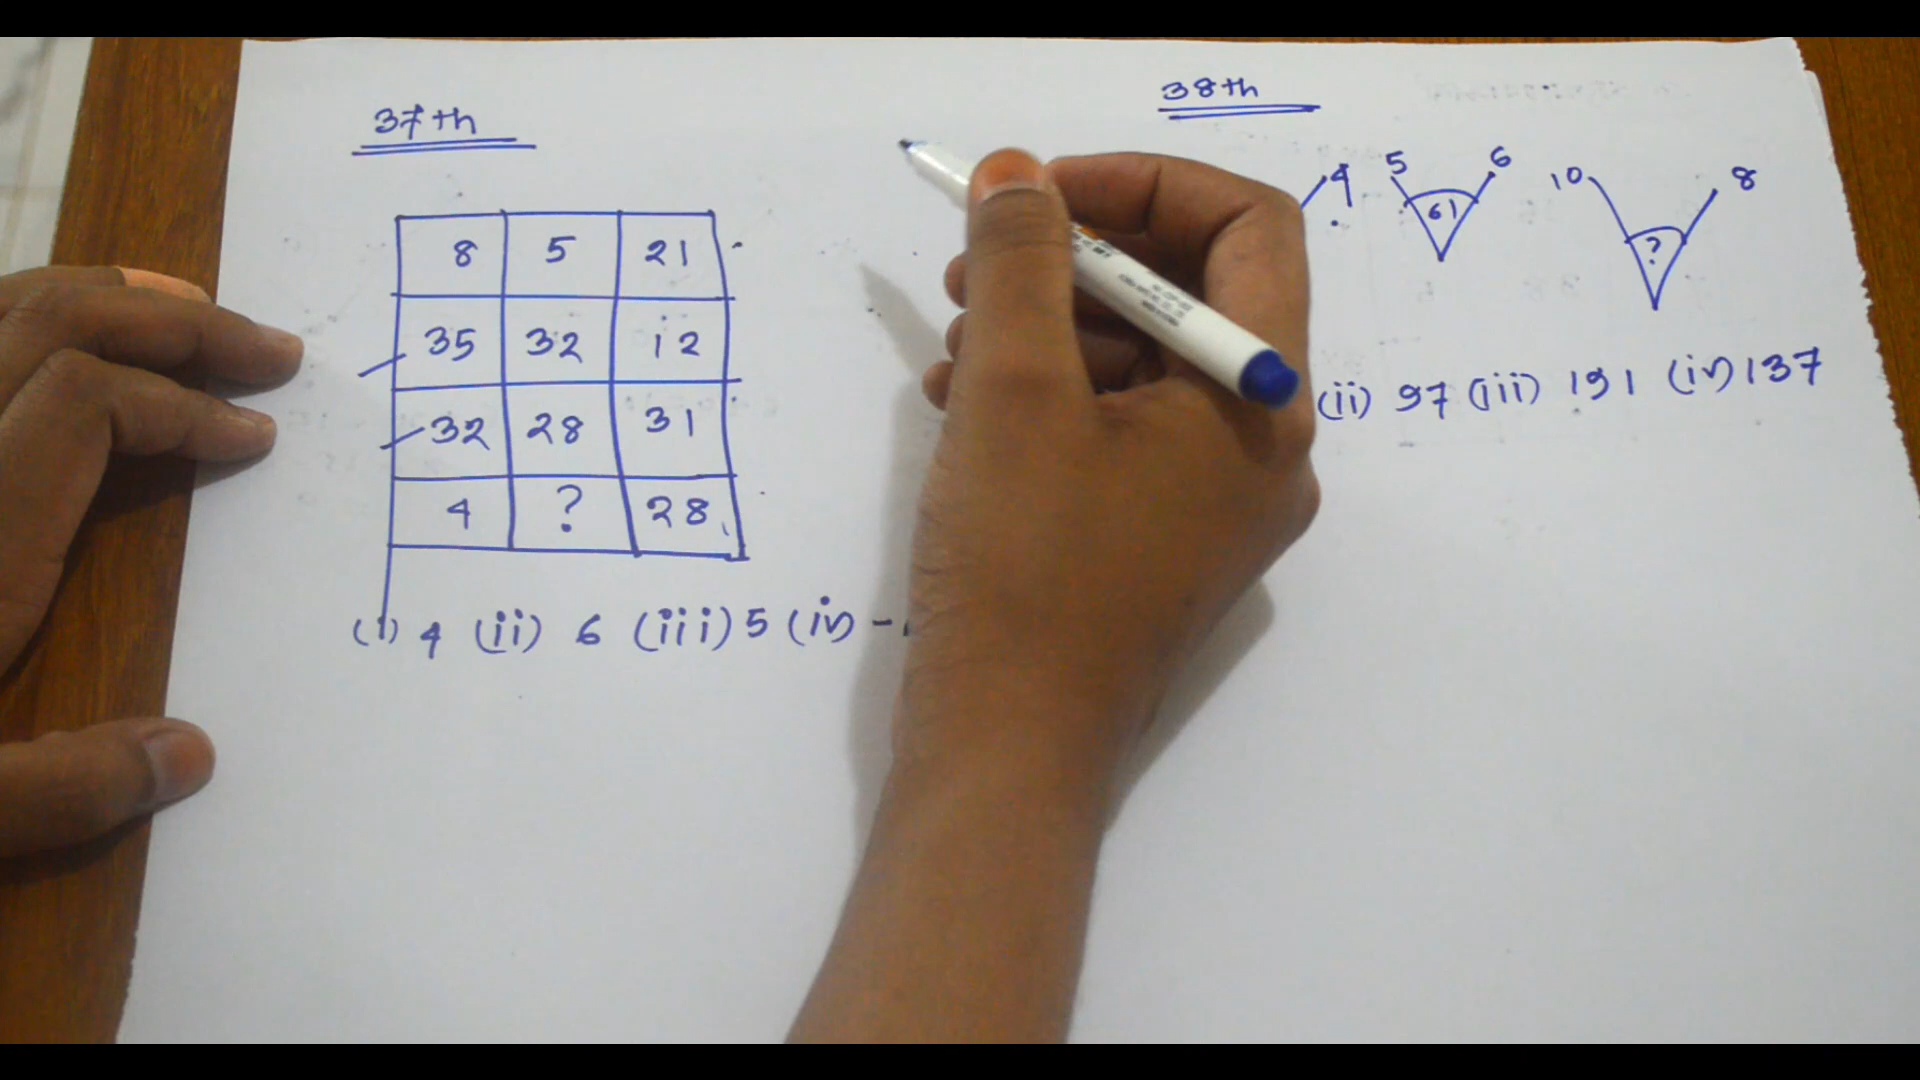 37th
8 5 21
35 32 12
32 28 31
4 ? 28
(i) 4 (ii) 6 (iii) 5 (iv) -
38th
4 5 6 10 8
61 ?
(ii) 97 (iii) 191 (iv) 137